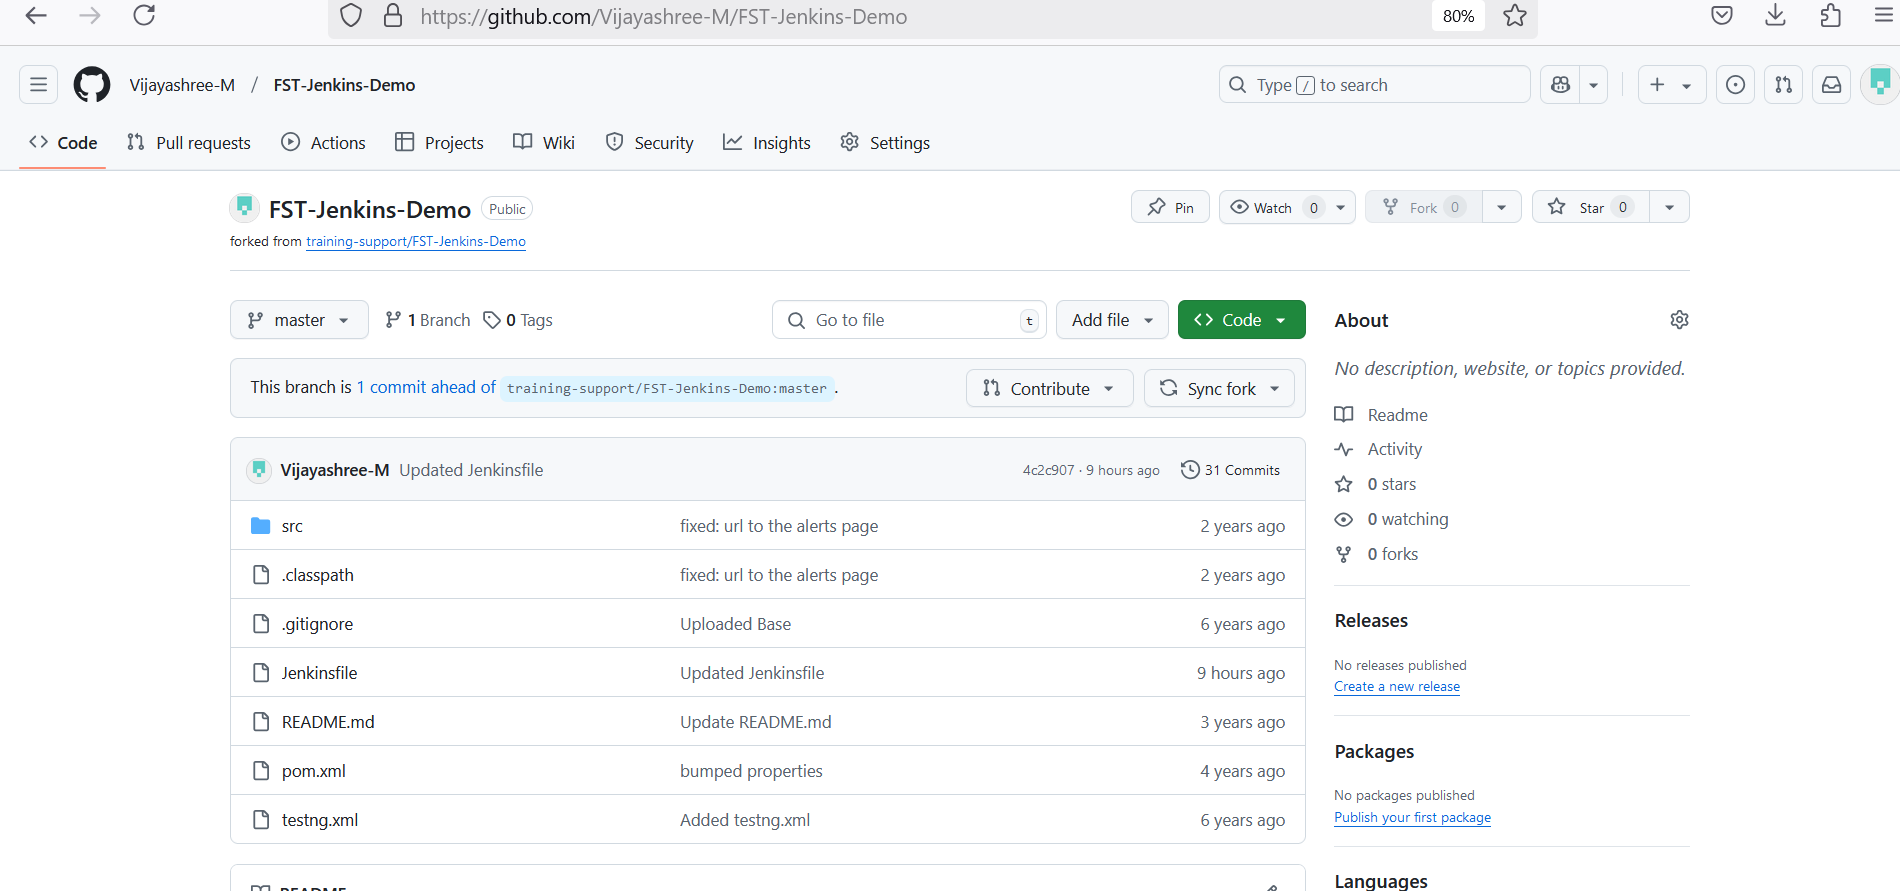 https://github.com/Vijayashree-M/FST-Jenkins-Demo 80%
Vijayashree-M / FST-Jenkins-Demo Type / to search
Code Pull requests Actions Projects Wiki Security Insights Settings
FST-Jenkins-Demo Public Pin Watch 0 Fork 0 Star 0
forked from training-support/FST-Jenkins-Demo
master 1 Branch 0 Tags Go to file t Add file Code
This branch is 1 commit ahead of training-support/FST-Jenkins-Demo:master. Contribute Sync fork
Vijayashree-M Updated Jenkinsfile 4c2c907 · 9 hours ago 31 Commits
src fixed: url to the alerts page 2 years ago
.classpath fixed: url to the alerts page 2 years ago
.gitignore Uploaded Base 6 years ago
Jenkinsfile Updated Jenkinsfile 9 hours ago
README.md Update README.md 3 years ago
pom.xml bumped properties 4 years ago
testng.xml Added testng.xml 6 years ago
README
About
No description, website, or topics provided.
Readme
Activity
0 stars
0 watching
0 forks
Releases
No releases published
Create a new release
Packages
No packages published
Publish your first package
Languages